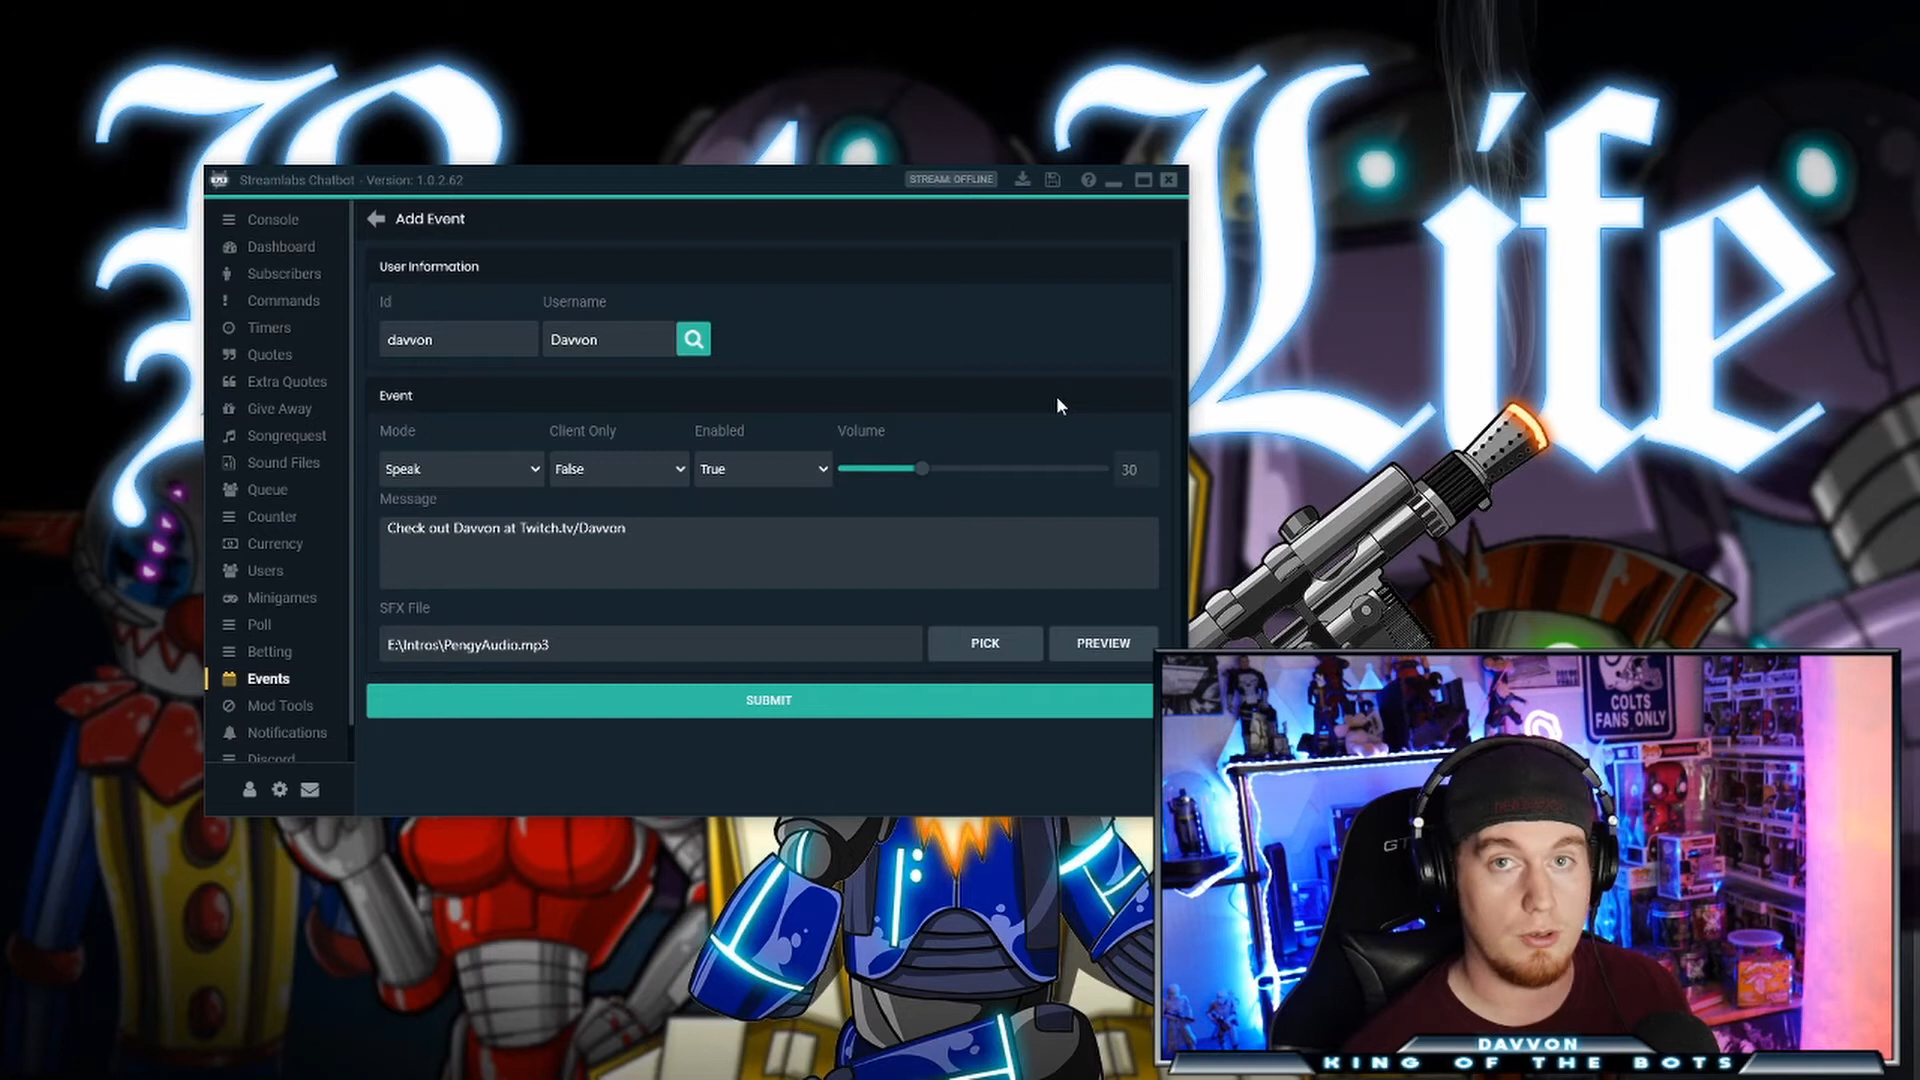 Life
Streamlabs Chatbot - Version: 1.0.2.62
STREAM: OFFLINE
Console
Dashboard
Subscribers
Commands
Timers
Quotes
Extra Quotes
Give Away
Songrequest
Sound Files
Queue
Counter
Currency
Users
Minigames
Poll
Betting
Events
Mod Tools
Notifications
Discord
Add Event
User Information
Id Username
davvon Davvon
Event
Mode Client Only Enabled Volume
Speak False True 30
Message
Check out Davvon at Twitch.tv/Davvon
SFX File
E:\Intros\PengyAudio.mp3 PICK PREVIEW
SUBMIT
COLTS
FANS ONLY
GT
DAVVON
KING OF THE BOTS